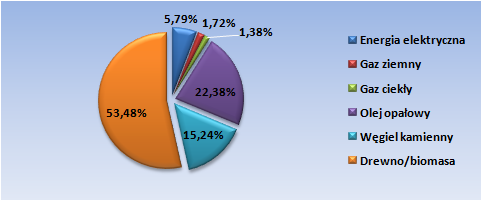 5,79%
1,72%
1,38%
22,38%
15,24%
53,48%
Energia elektryczna
Gaz ziemny
Gaz ciekły
Olej opałowy
Węgiel kamienny
Drewno/biomasa